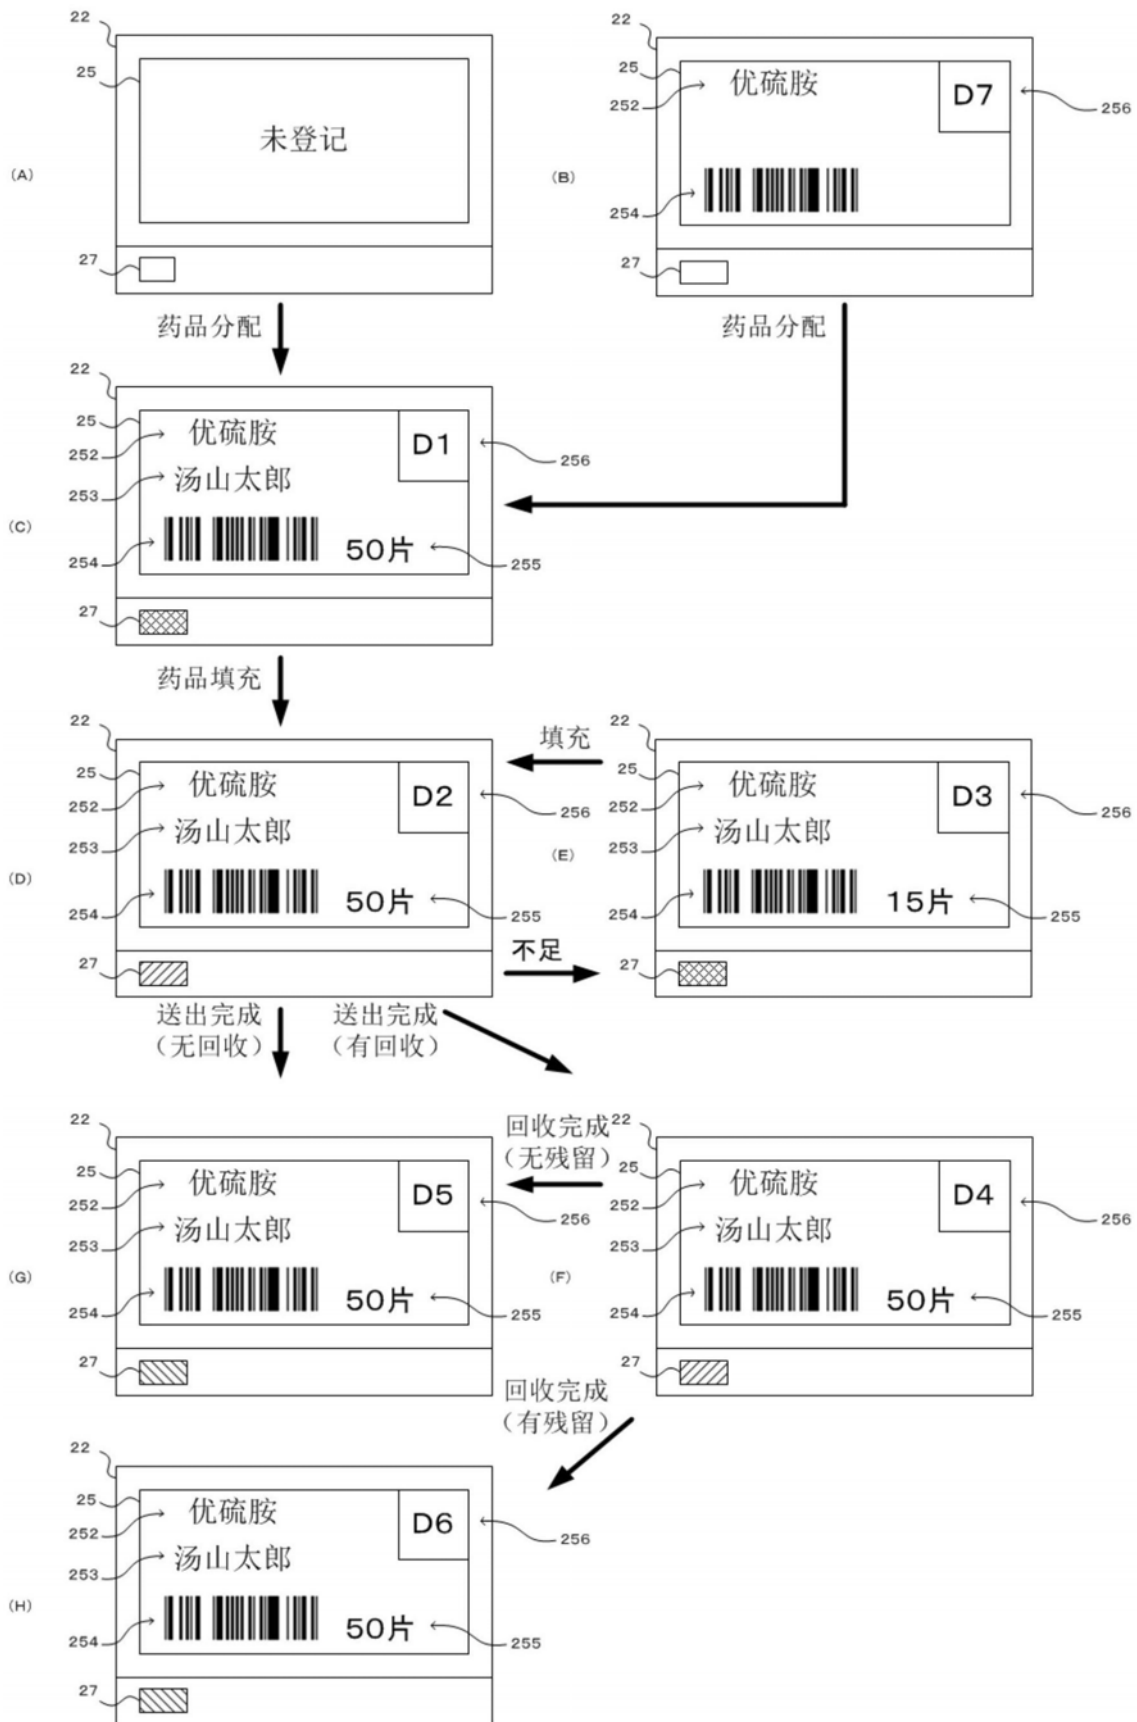 22
22
25
未登记
25
252
优硫胺
D7
256
(A)
(B)
254
27
27
药品分配
药品分配
22
25
252
优硫胺
D1
256
253
汤山太郎
(C)
254
50片
255
27
药品填充
22
填充
22
25
252
优硫胺
D2
256
253
汤山太郎
(D)
254
50片
255
27
25
252
优硫胺
D3
256
253
汤山太郎
(E)
254
15片
255
不足
27
送出完成
(无回收)
送出完成
(有回收)
22
回收完成
(无残留)
22
25
252
优硫胺
D5
256
253
汤山太郎
(G)
254
50片
255
27
25
252
优硫胺
D4
256
253
汤山太郎
(F)
254
50片
255
27
回收完成
(有残留)
22
25
252
优硫胺
D6
256
253
汤山太郎
(H)
254
50片
255
27